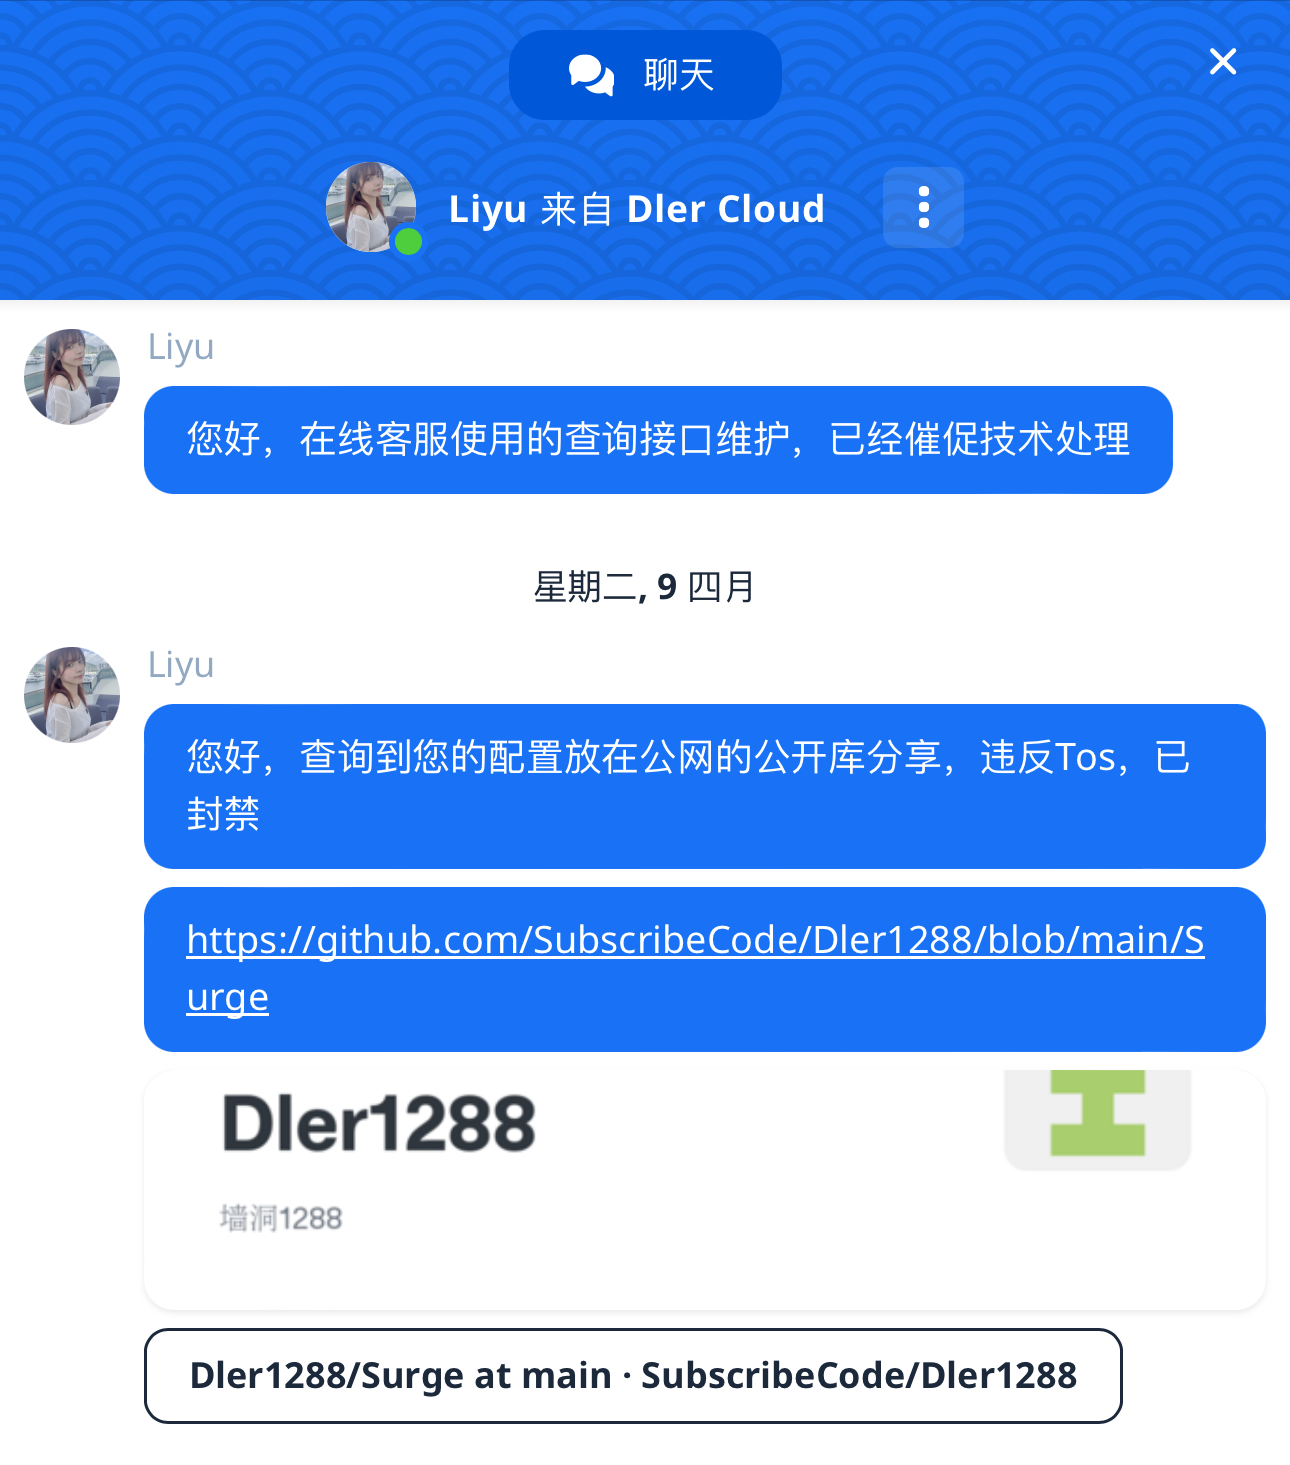 聊天
Liyu 来自 Dler Cloud
Liyu
您好，在线客服使用的查询接口维护，已经催促技术处理
星期二, 9 四月
Liyu
您好，查询到您的配置放在公网的公开库分享，违反Tos，已
封禁
https://github.com/SubscribeCode/Dler1288/blob/main/S
urge
Dler1288
墙洞1288
Dler1288/Surge at main · SubscribeCode/Dler1288